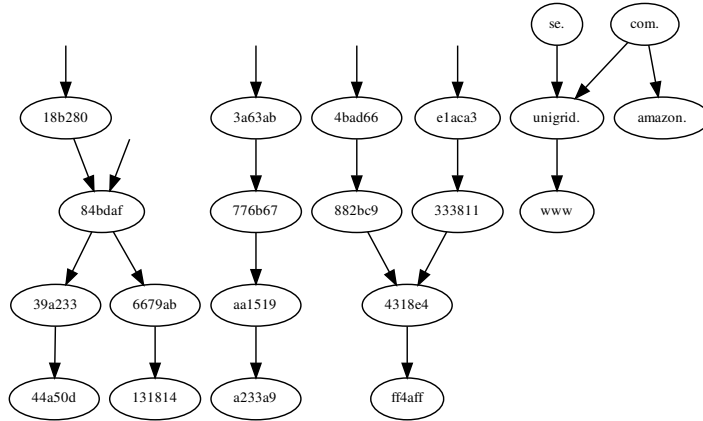 se. com.
18b280 3a63ab 4bad66 e1aca3 unigrid. amazon.
84bdaf 776b67 882bc9 333811 www
39a233 6679ab aa1519 4318e4
44a50d 131814 a233a9 ff4aff